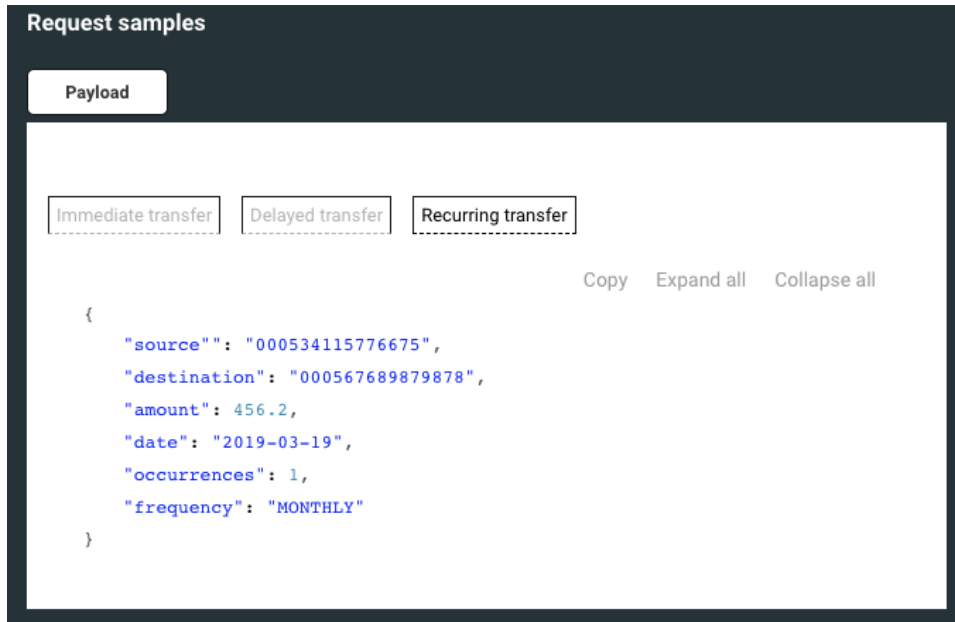 Request samples
Payload
Immediate transfer Delayed transfer Recurring transfer
Copy Expand all Collapse all
{
"source"": "000534115776675",
"destination": "000567689879878",
"amount": 456.2,
"date": "2019-03-19",
"occurrences": 1,
"frequency": "MONTHLY"
}